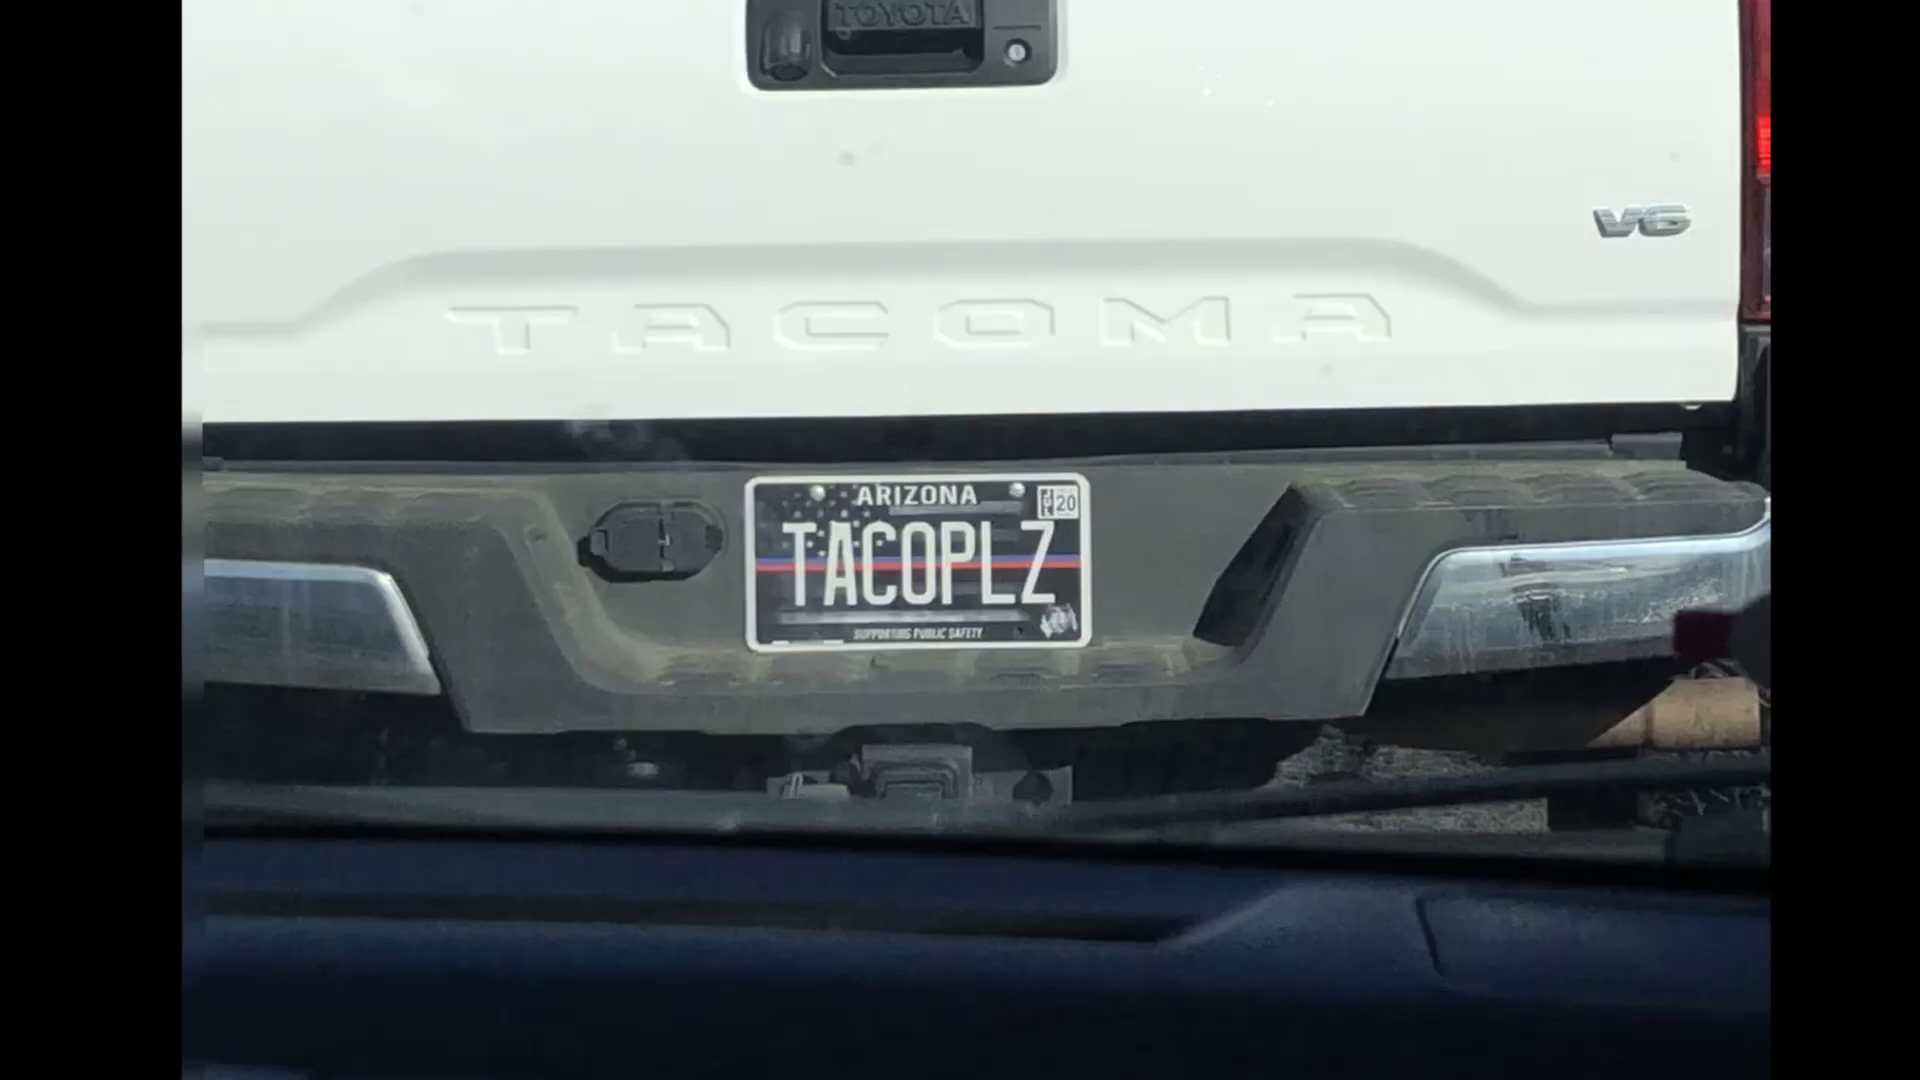 TOYOTA
V6
TACOMA
ARIZONA
20
TACOPLZ
SUPPORTING PUBLIC SAFETY